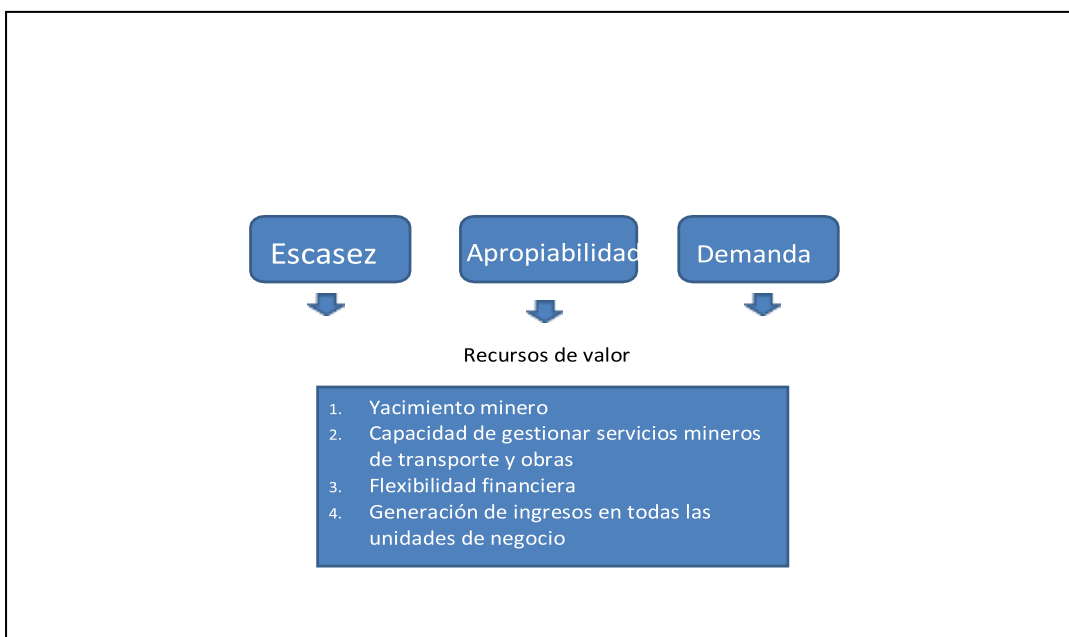 Escasez
Apropiabilidad
Demanda
Recursos de valor
1. Yacimiento minero
2. Capacidad de gestionar servicios mineros
de transporte y obras
3. Flexibilidad financiera
4. Generación de ingresos en todas las
unidades de negocio